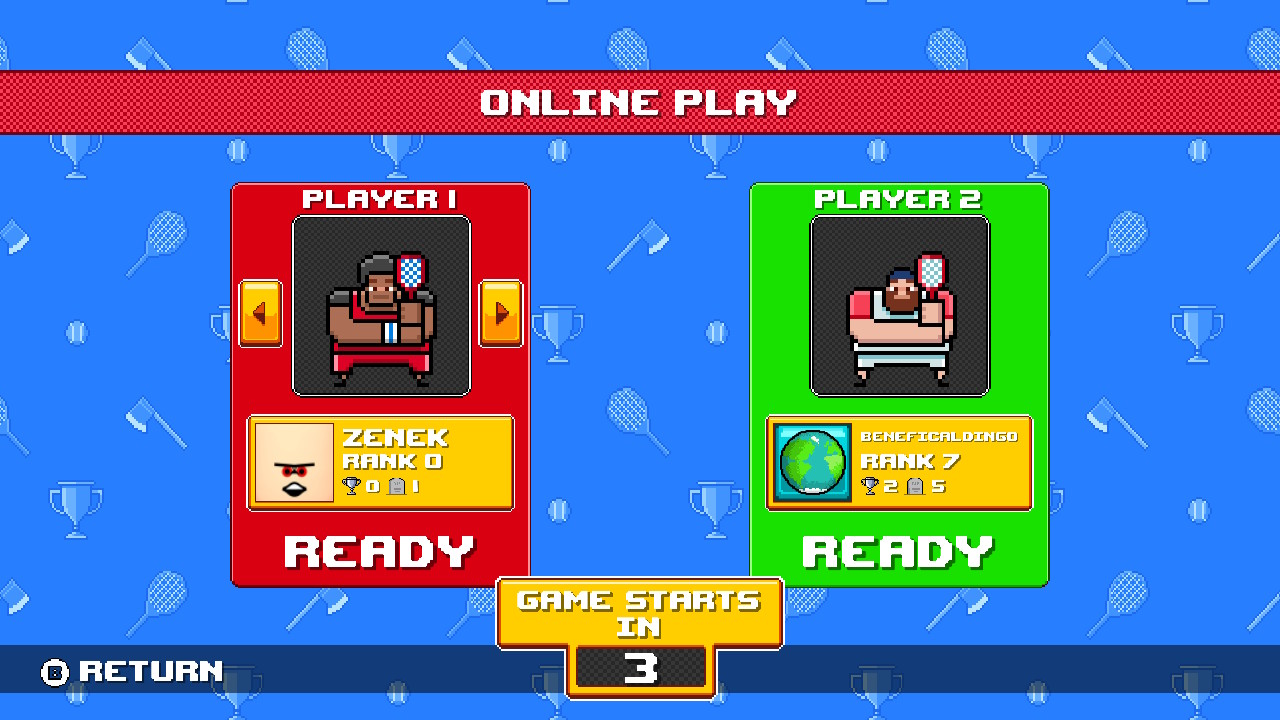 ONLINE PLAY
PLAYER 1
ZENEK
RANK 0
0 1
READY
PLAYER 2
BENEFICALDINGO
RANK 7
2 5
READY
GAME STARTS
IN
3
B RETURN